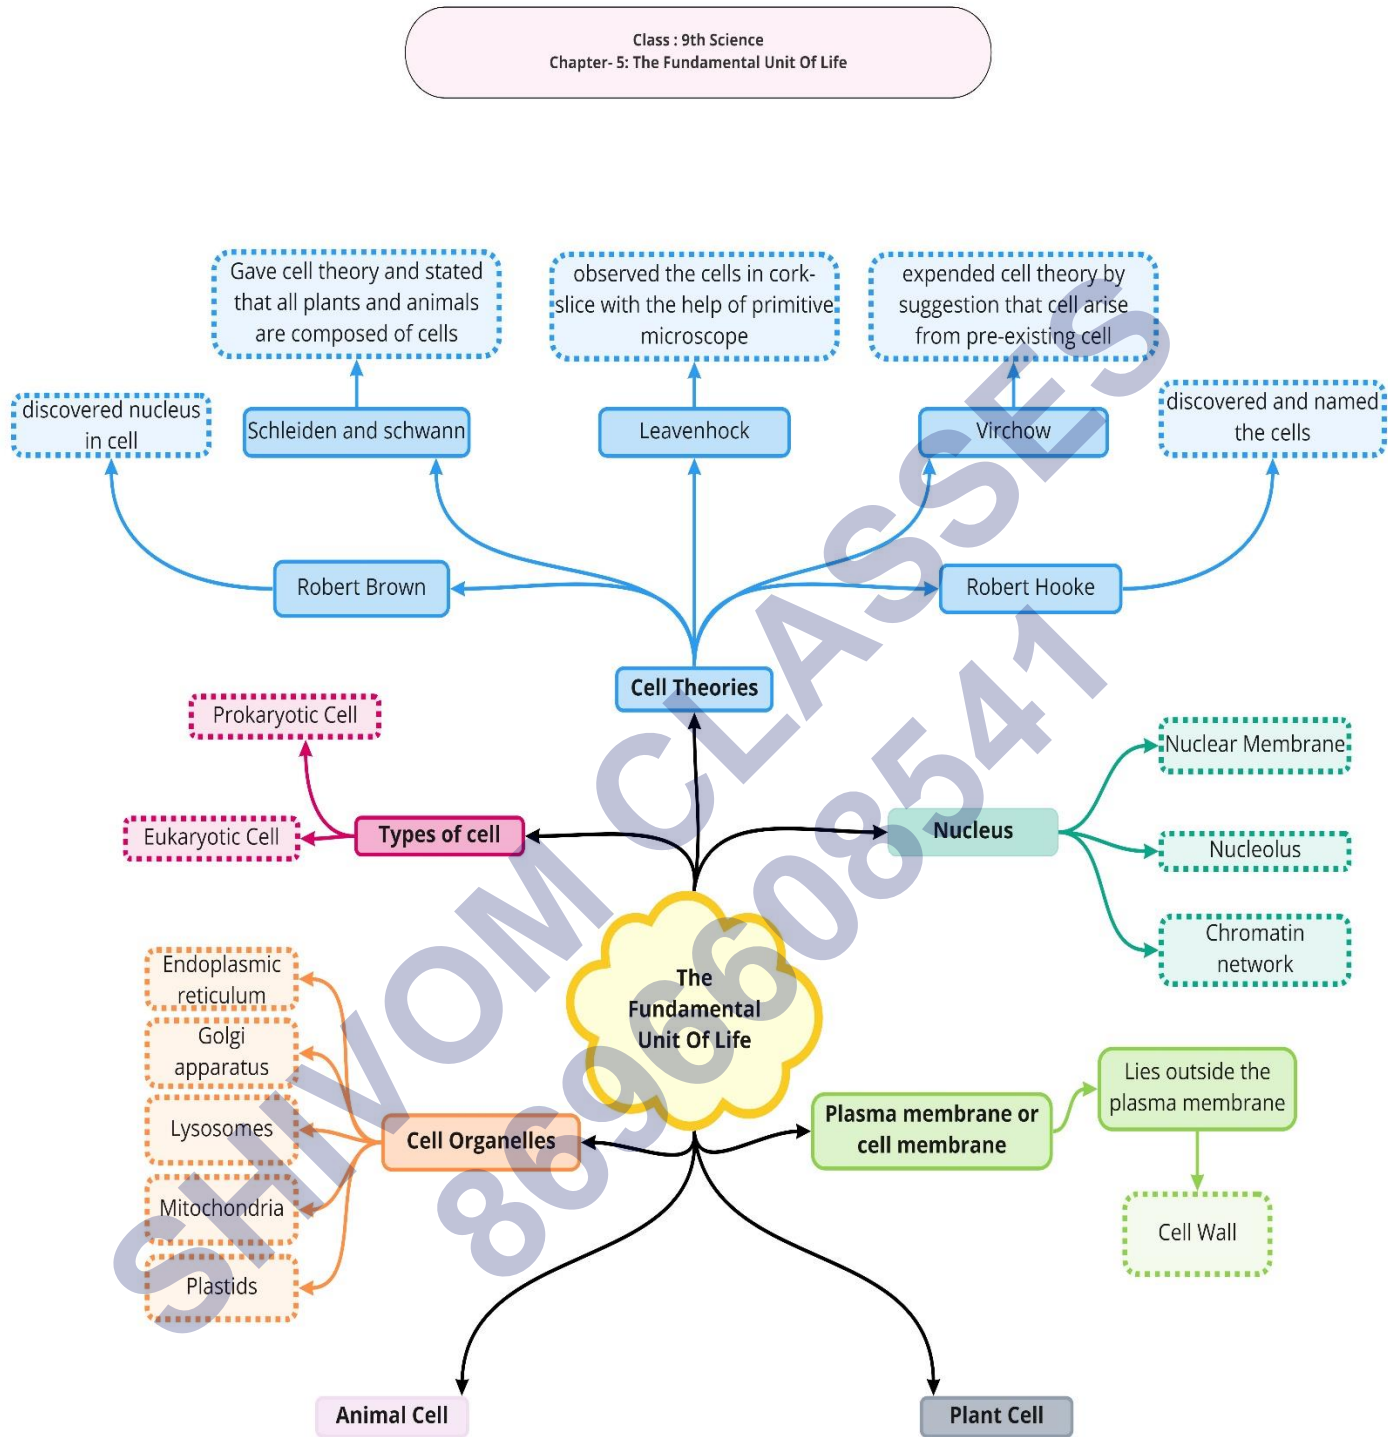 Class : 9th Science
Chapter- 5: The Fundamental Unit Of Life
Gave cell theory and stated
that all plants and animals
are composed of cells
observed the cells in cork-
slice with the help of primitive
microscope
expended cell theory by
suggestion that cell arise
from pre-existing cell
discovered nucleus
in cell
Schleiden and schwann
Leavenhock
Virchow
discovered and named
the cells
Robert Brown
Robert Hooke
Cell Theories
Prokaryotic Cell
Eukaryotic Cell
Types of cell
Nucleus
Nuclear Membrane
Nucleolus
Chromatin
network
The
Fundamental
Unit Of Life
Endoplasmic
reticulum
Golgi
apparatus
Lysosomes
Mitochondria
Plastids
Cell Organelles
Plasma membrane or
cell membrane
Lies outside the
plasma membrane
Cell Wall
Animal Cell
Plant Cell
SHIVOM CLASSES
8696608541